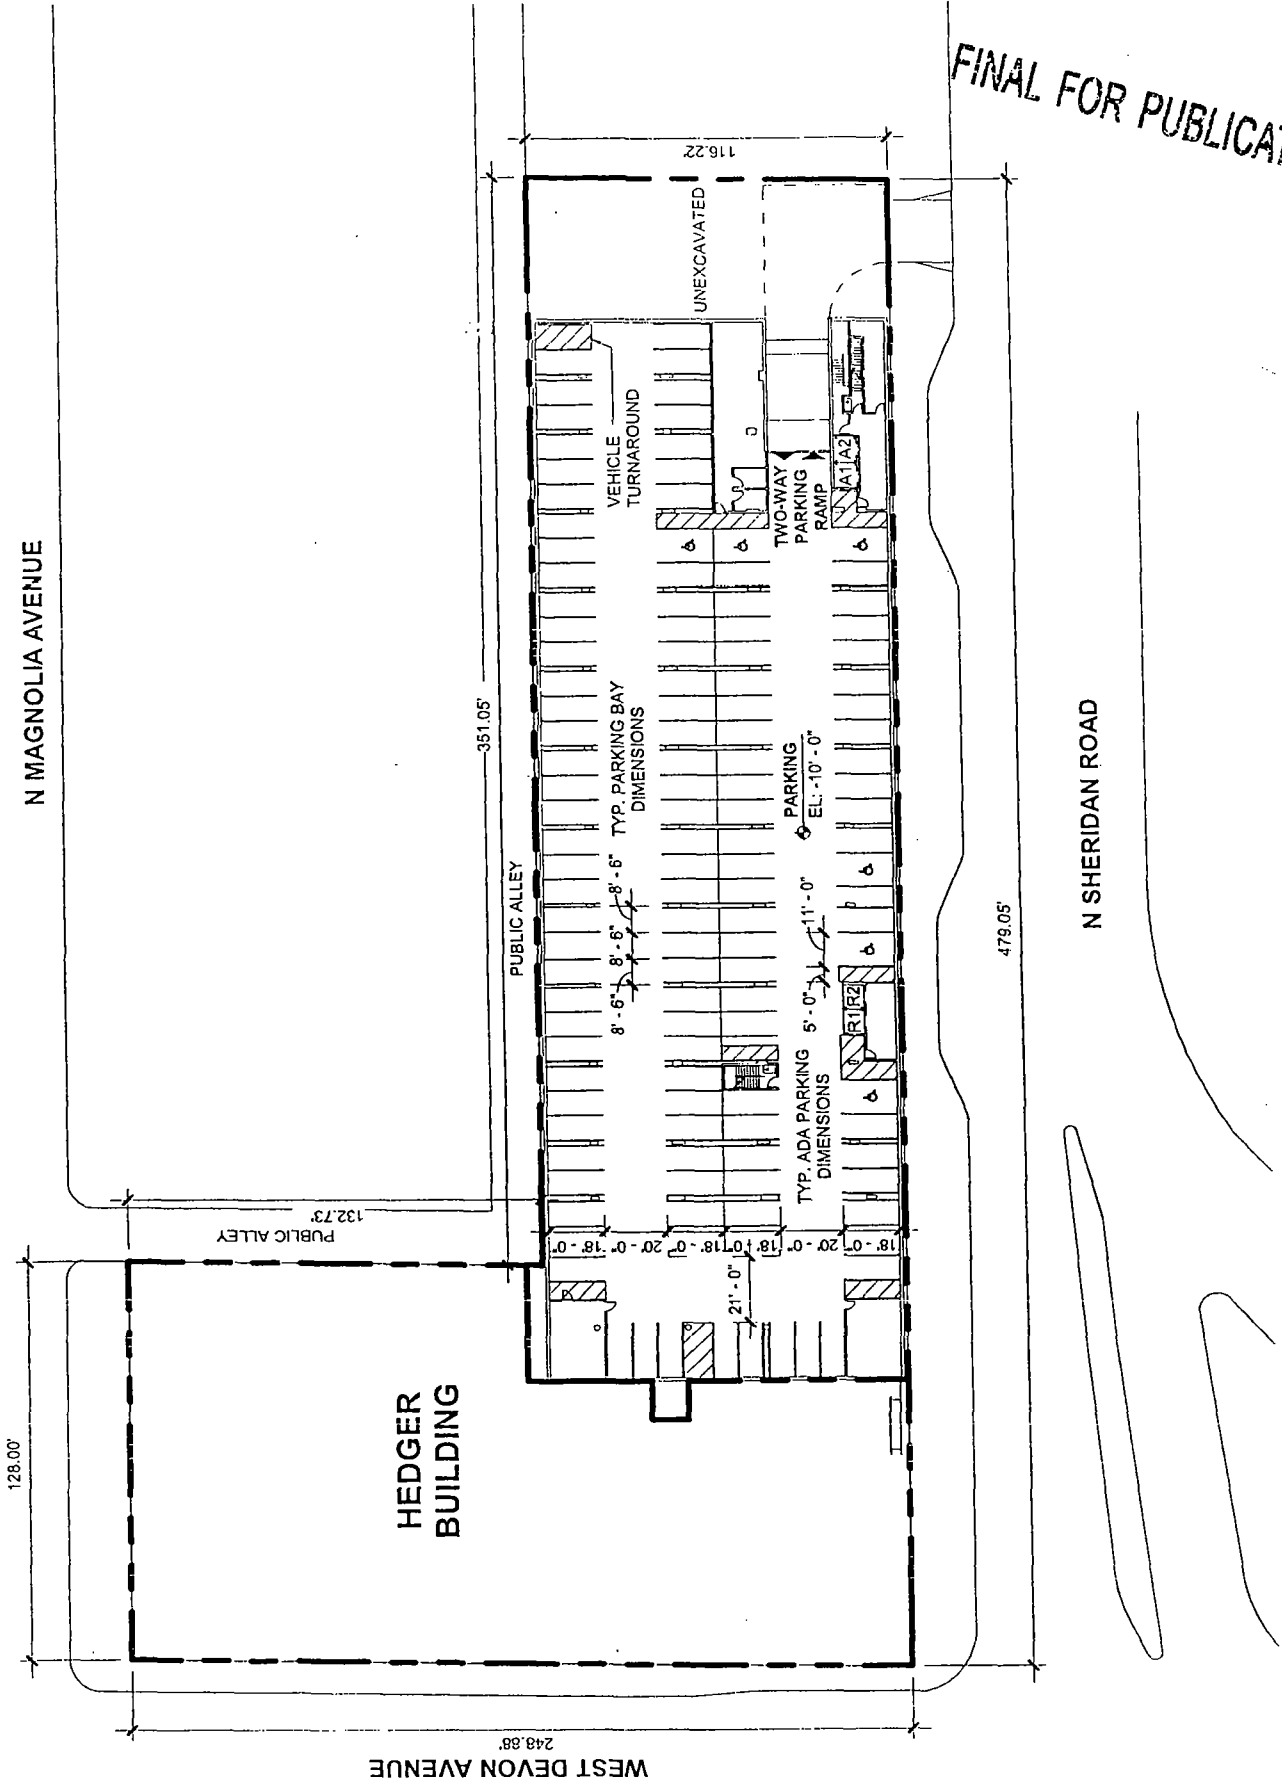 FINAL FOR PUBLICAT
116.22'
UNEXCAVATED
VEHICLE
TURNAROUND
A1
A2
TWO-WAY
PARKING
RAMP
N MAGNOLIA AVENUE
351.05'
TYP. PARKING BAY
DIMENSIONS
PARKING
EL: -10' - 0"
N SHERIDAN ROAD
PUBLIC ALLEY
8' - 6"
8' - 6"
8' - 6"
11' - 0"
5' - 0"
479.05'
R1
R2
TYP. ADA PARKING
DIMENSIONS
132.73'
PUBLIC ALLEY
18' - 0"
20' - 0"
18' - 0"
18' - 0"
20' - 0"
18' - 0"
21' - 0"
128.00'
HEDGER
BUILDING
248.88'
WEST DEVON AVENUE